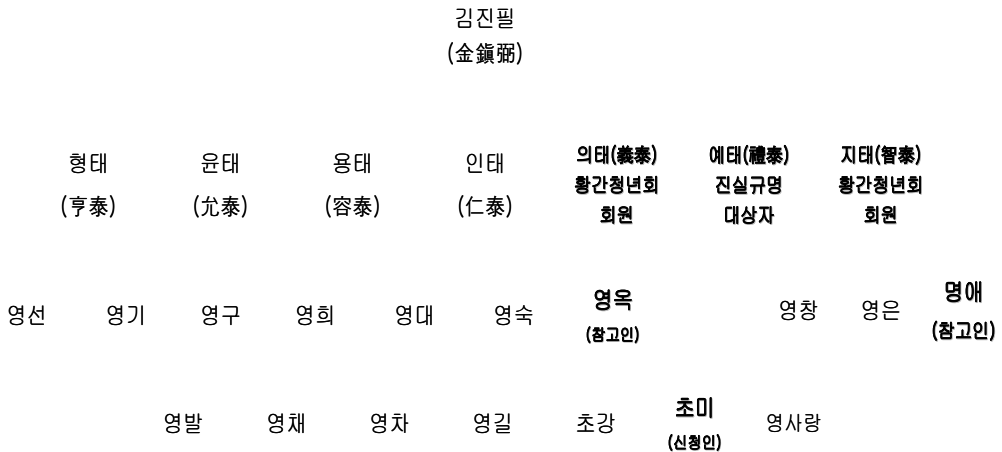 김진필
(金鎭弼)
형태 윤태 용태 인태 의태(義泰) 예태(禮泰) 지태(智泰)
황간청년회 진실규명 황간청년회
(亨泰) (允泰) (容泰) (仁泰) 회원 대상자 회원
영선 영기 영구 영희 영대 영숙 영옥 영창 영은 명애
(참고인) (참고인)
영발 영채 영차 영길 초강 초미 영사랑
(신청인)